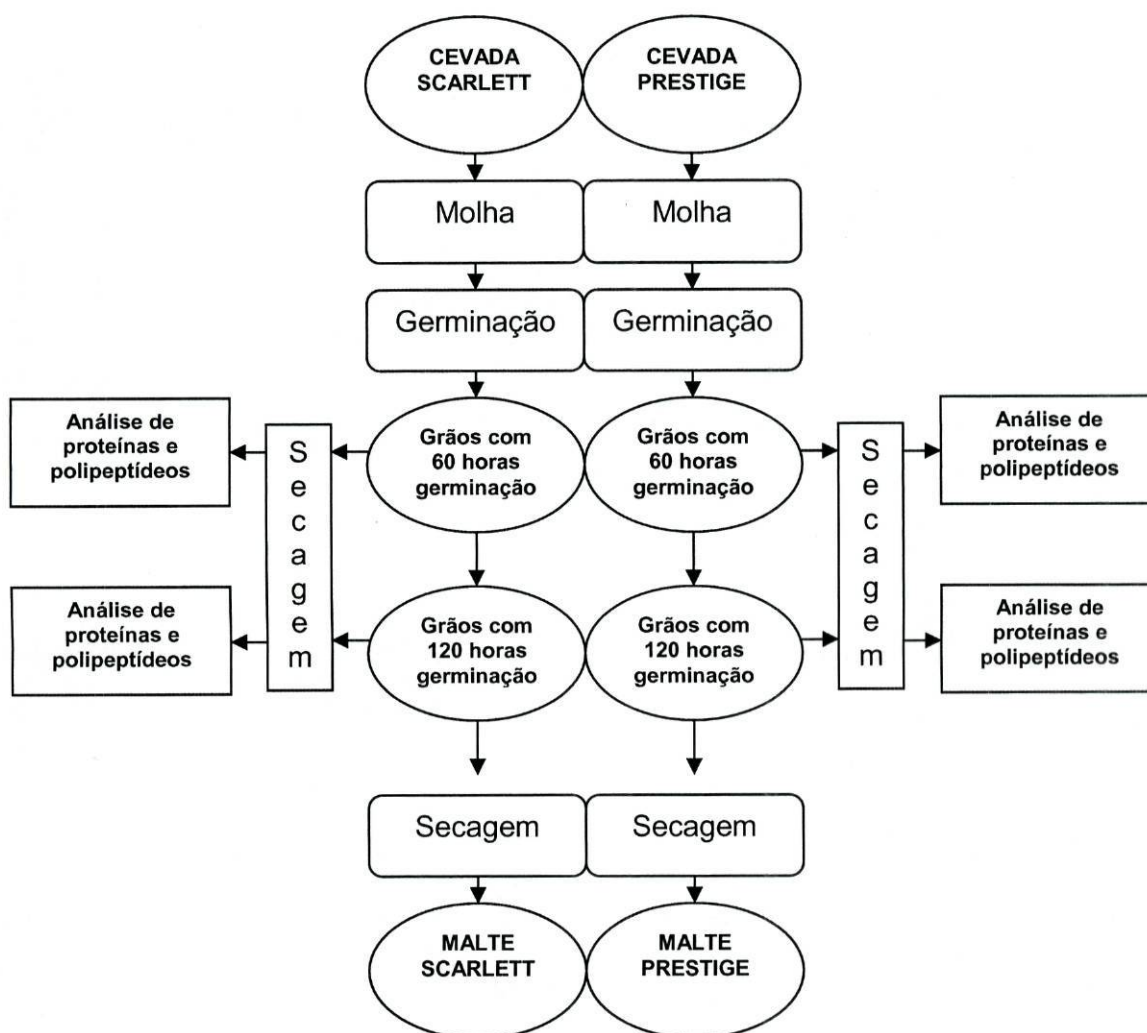 CEVADA
SCARLETT
CEVADA
PRESTIGE
Molha
Molha
Germinação
Germinação
Análise de
proteínas e
polipeptídeos
Secagem
Grãos com
60 horas
germinação
Grãos com
60 horas
germinação
Secagem
Análise de
proteínas e
polipeptídeos
Análise de
proteínas e
polipeptídeos
Grãos com
120 horas
germinação
Grãos com
120 horas
germinação
Análise de
proteínas e
polipeptídeos
Secagem
Secagem
MALTE
SCARLETT
MALTE
PRESTIGE